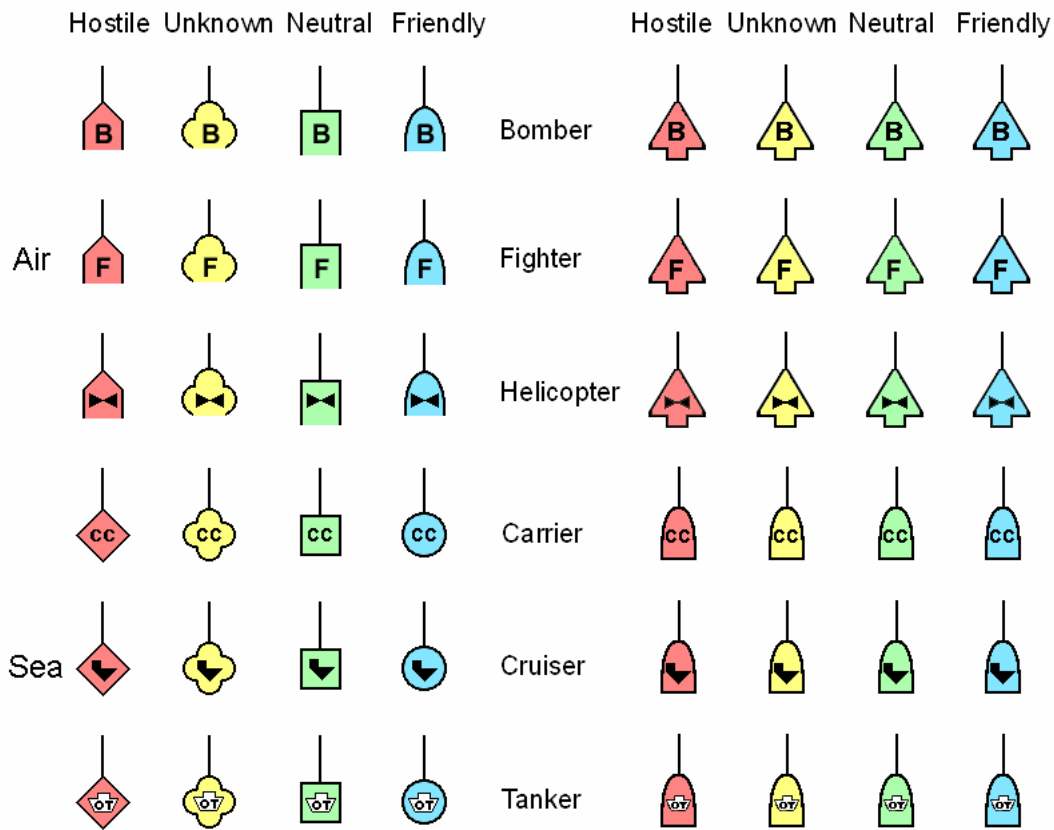 Hostile Unknown Neutral Friendly Hostile Unknown Neutral Friendly
B B B B Bomber B B B B
Air F F F F Fighter F F F F
Helicopter
CC CC CC CC Carrier CC CC CC CC
Sea Cruiser
OT OT OT OT Tanker OT OT OT OT